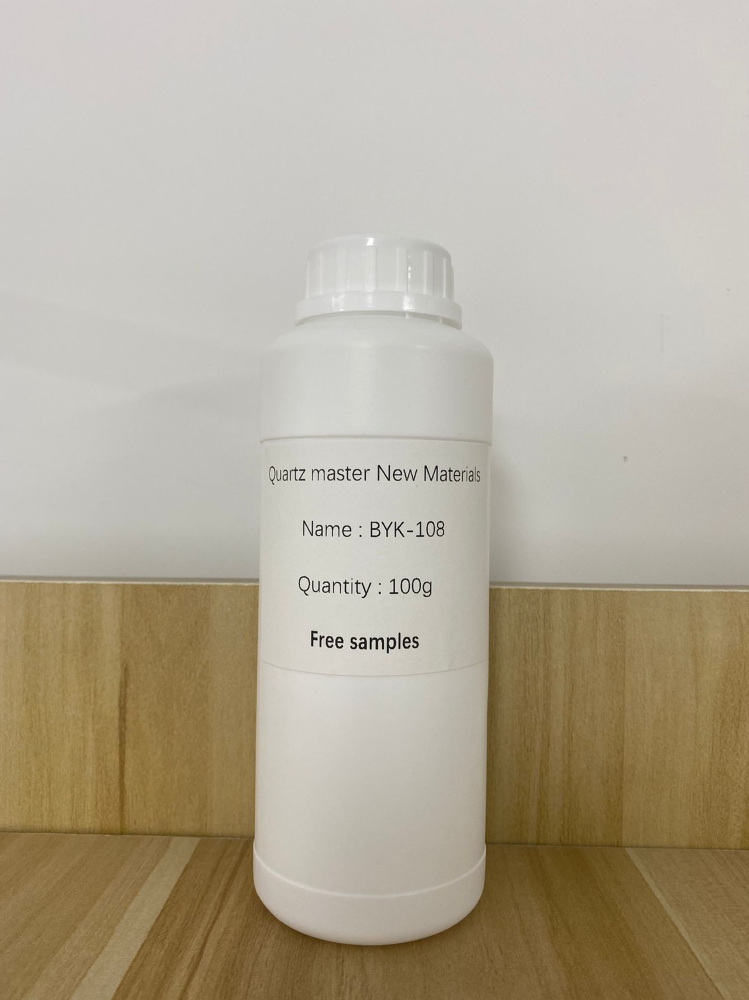 Quartz master New Materials
Name : BYK-108
Quantity : 100g
Free samples